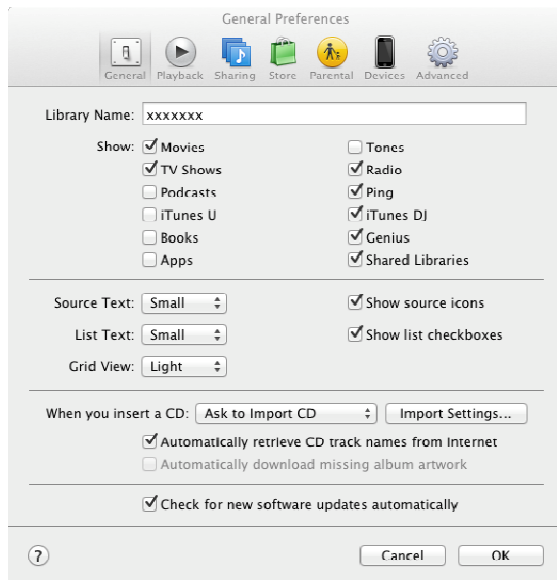 General Preferences
General Playback Sharing Store Parental Devices Advanced
Library Name: xxxxxxx
Show: Movies Tones
TV Shows Radio
Podcasts Ping
iTunes U iTunes DJ
Books Genius
Apps Shared Libraries
Source Text: Small Show source icons
List Text: Small Show list checkboxes
Grid View: Light
When you insert a CD: Ask to Import CD Import Settings...
Automatically retrieve CD track names from Internet
Automatically download missing album artwork
Check for new software updates automatically
? Cancel OK